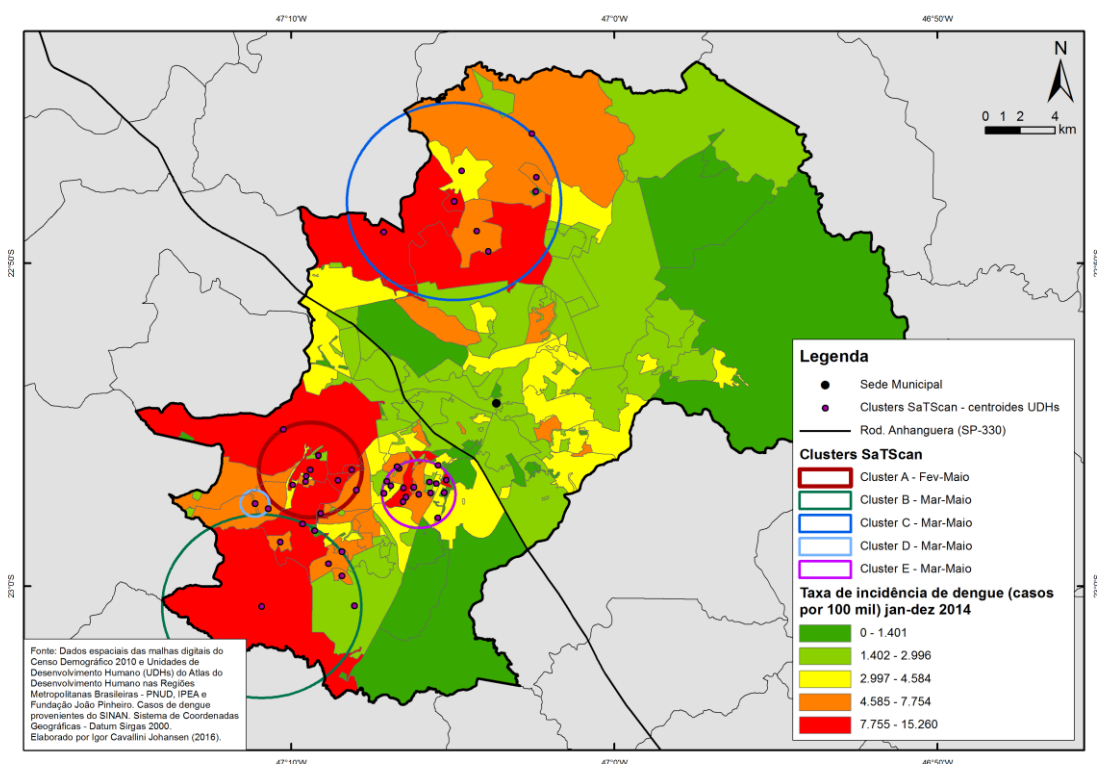 47°10'W
47°0'W
46°50'W
N
0 1 2 4
km
22°50'S
22°50'S
23°0'S
23°0'S
Legenda
Sede Municipal
Clusters SaTScan - centroides UDHs
Rod. Anhanguera (SP-330)
Clusters SaTScan
Cluster A - Fev-Maio
Cluster B - Mar-Maio
Cluster C - Mar-Maio
Cluster D - Mar-Maio
Cluster E - Mar-Maio
Taxa de incidência de dengue (casos
por 100 mil) jan-dez 2014
0 - 1.401
1.402 - 2.996
2.997 - 4.584
4.585 - 7.754
7.755 - 15.260
Fonte: Dados espaciais das malhas digitais do
Censo Demográfico 2010 e Unidades de
Desenvolvimento Humano (UDHs) do Atlas do
Desenvolvimento Humano nas Regiões
Metropolitanas Brasileiras - PNUD, IPEA e
Fundação João Pinheiro. Casos de dengue
provenientes do SINAN. Sistema de Coordenadas
Geográficas - Datum Sirgas 2000.
Elaborado por Igor Cavallini Johansen (2016).
47°10'W
47°0'W
46°50'W